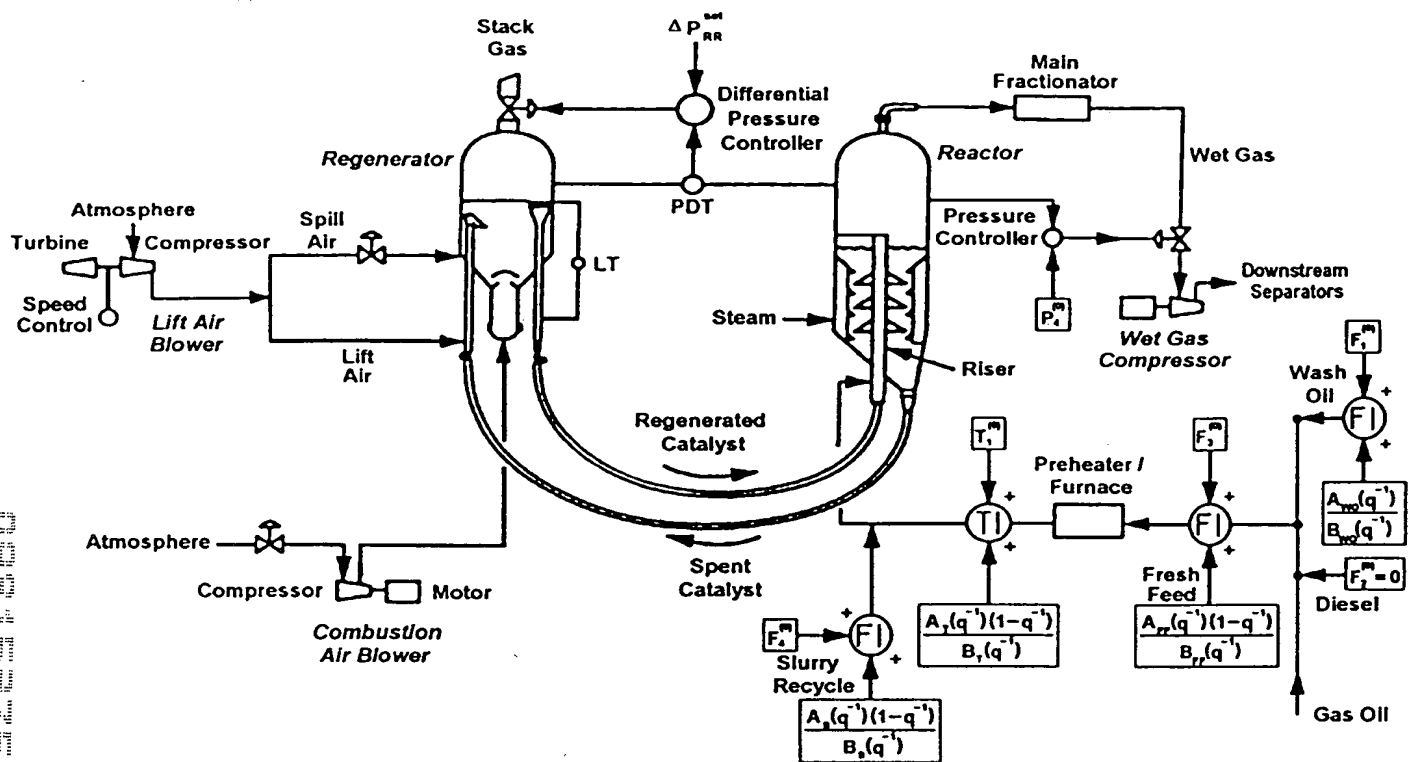 Stack
Gas
Δ P_RR^set
Differential
Pressure
Controller
Main
Fractionator
Regenerator
Reactor
Wet Gas
PDT
Atmosphere
Turbine
Compressor
Spill
Air
Speed
Control
Lift Air
Blower
Lift
Air
LT
Pressure
Controller
P_4^(0)
Downstream
Separators
Wet Gas
Compressor
Steam
Riser
F_1^(0)
Wash
Oil
FI
+
+
A_WO(q^-1)
B_WO(q^-1)
Regenerated
Catalyst
Spent
Catalyst
T_1^(0)
TI
+
+
A_T(q^-1)(1-q^-1)
B_T(q^-1)
Preheater /
Furnace
F_3^(0)
FI
+
+
Fresh
Feed
A_FF(q^-1)(1-q^-1)
B_FF(q^-1)
F_2^(0)=0
Diesel
Gas Oil
Atmosphere
Compressor
Motor
Combustion
Air Blower
F_4^(0)
FI
+
+
Slurry
Recycle
A_s(q^-1)(1-q^-1)
B_s(q^-1)